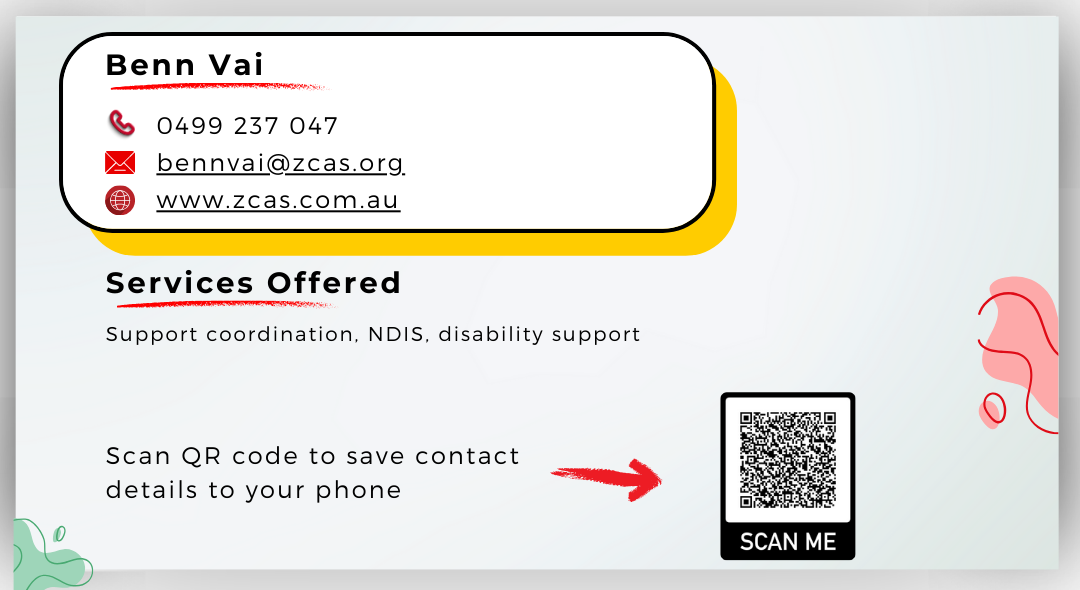 Benn Vai
0499 237 047
bennvai@zcas.org
www.zcas.com.au
Services Offered
Support coordination, NDIS, disability support
Scan QR code to save contact
details to your phone
SCAN ME